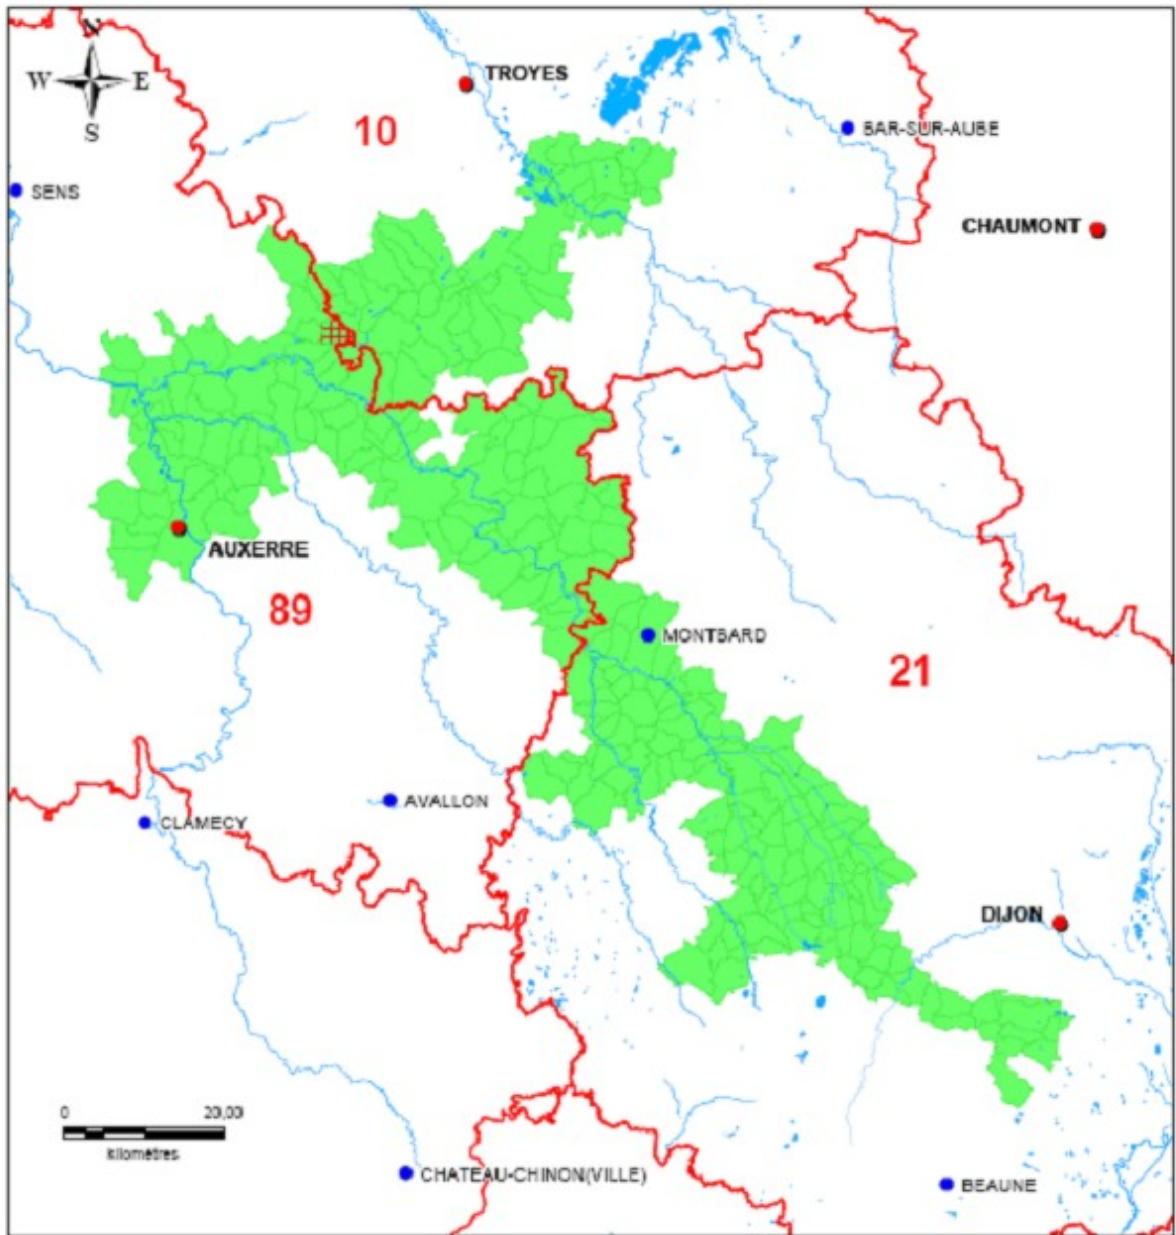 N
W E
S
TROYES
10
BAR-SUR-AUBE
SENS
CHAUMONT
AUXERRE
89
MONTBARD
21
AVALLON
CLAMECY
DIJON
0 20,00
kilomètres
CHATEAU-CHINON(VILLE)
BEAUNE